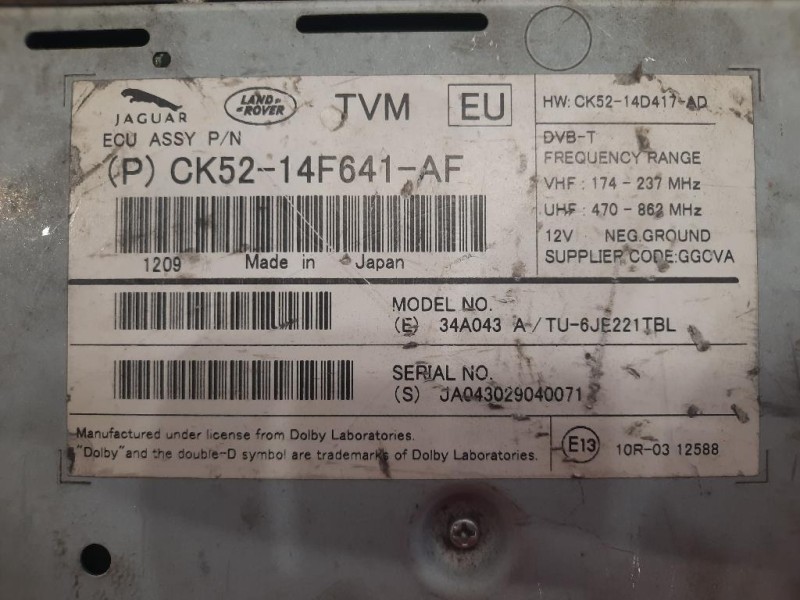 JAGUAR LAND ROVER TVM EU
ECU ASSY P/N
(P) CK52-14F641-AF
1209 Made in Japan
HW: CK52-14D417-AD
DVB-T
FREQUENCY RANGE
VHF: 174-237 MHz
UHF: 470-862 MHz
12V NEG.GROUND
SUPPLIER CODE:GGCVA
MODEL NO.
(E) 34A043 A/TU-6JE221TBL
SERIAL NO.
(S) JA043029040071
Manufactured under license from Dolby Laboratories.
"Dolby"and the double-D symbol are trademarks of Dolby Laboratories.
E13 10R-03 12588